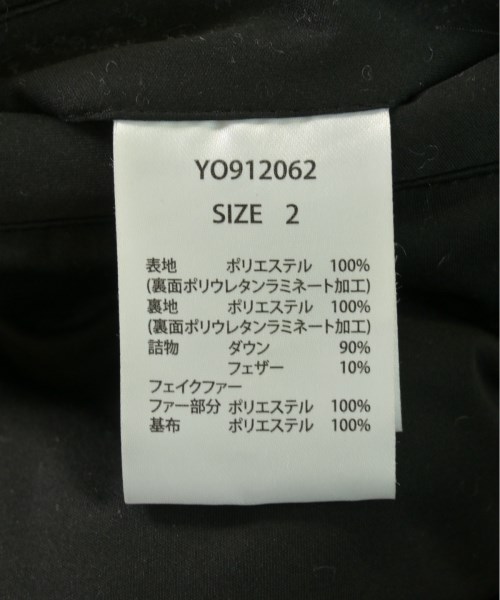 YO912062
SIZE 2
表地 ポリエステル 100%
(裏面ポリウレタンラミネート加工)
裏地 ポリエステル 100%
(裏面ポリウレタンラミネート加工)
詰物 ダウン 90%
フェザー 10%
フェイクファー
ファー部分 ポリエステル 100%
基布 ポリエステル 100%